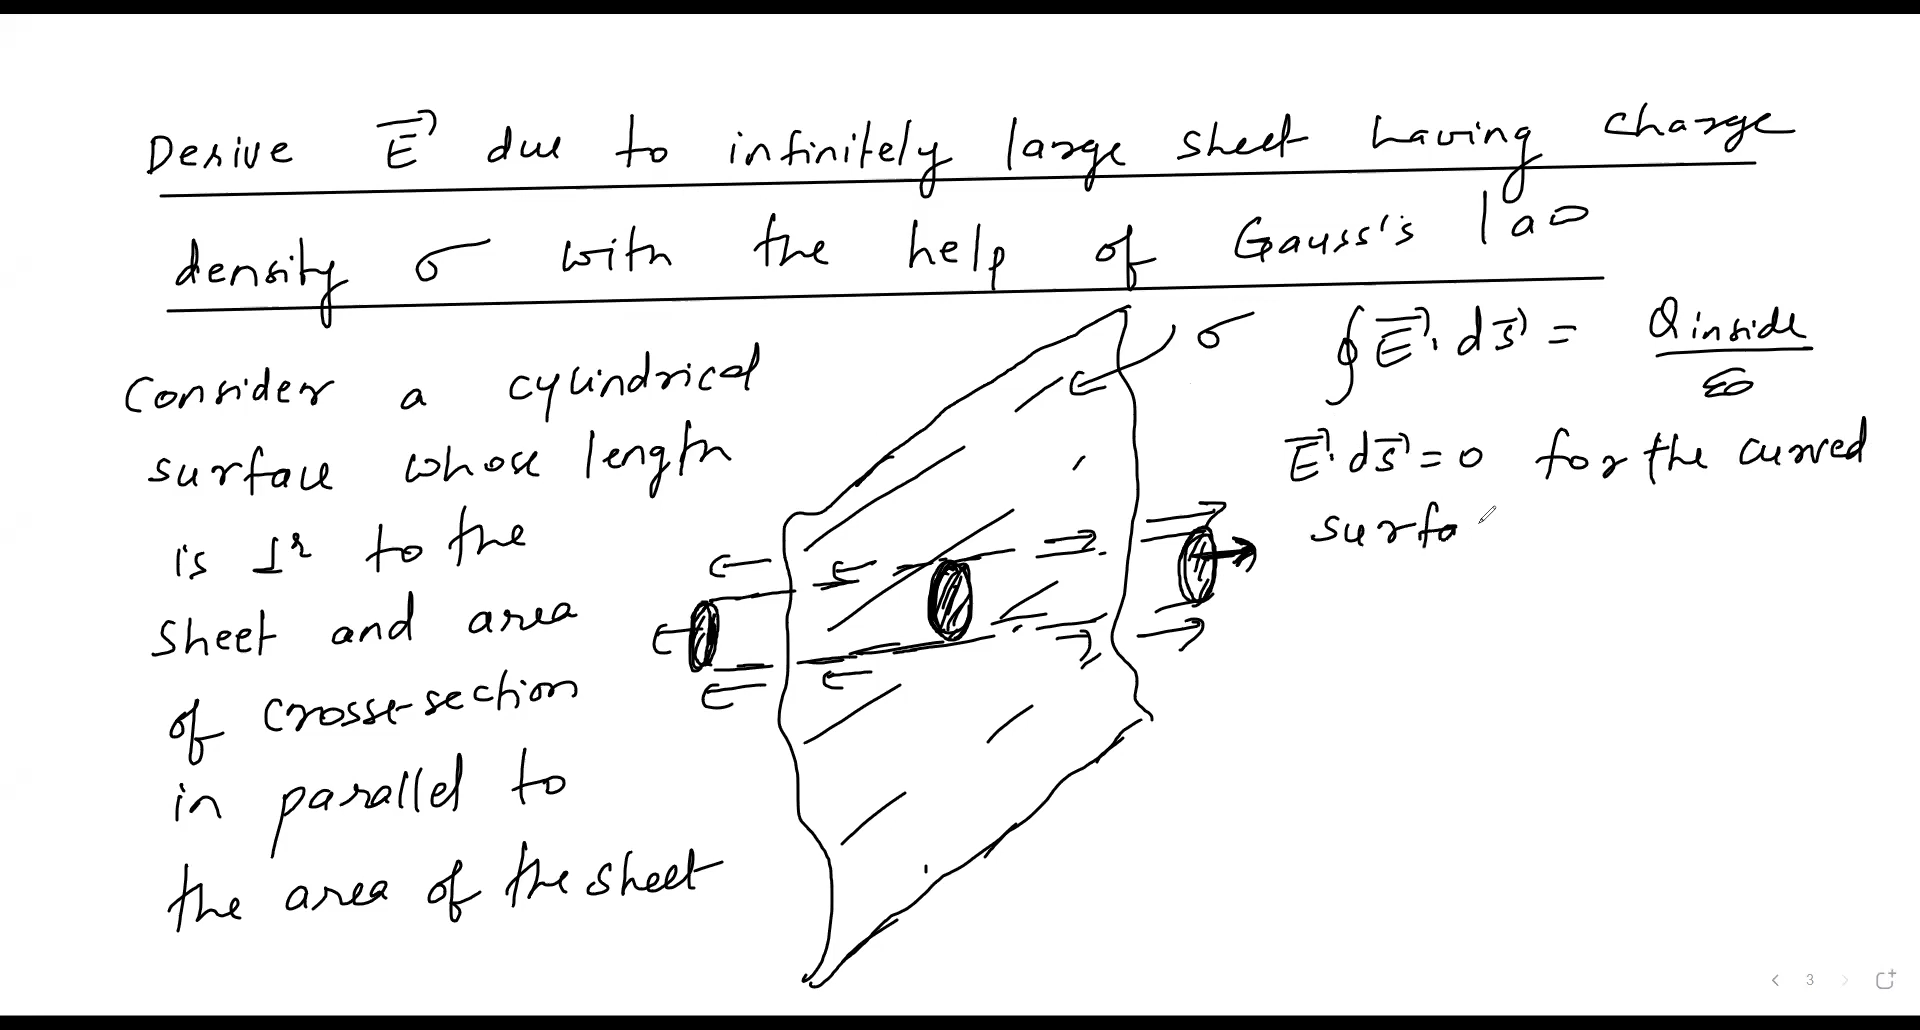 Derive E⃗ due to infinitely large sheet having charge
density σ with the help of Gauss's law
Consider a cylindrical
surface whose length
is ⊥r to the
sheet and area
of crosse-section
in parallel to
the area of the sheet
σ
∮ E⃗ . ds⃗ = Qinside / ε0
E⃗ . ds⃗ = 0 for the curved
surfa
3